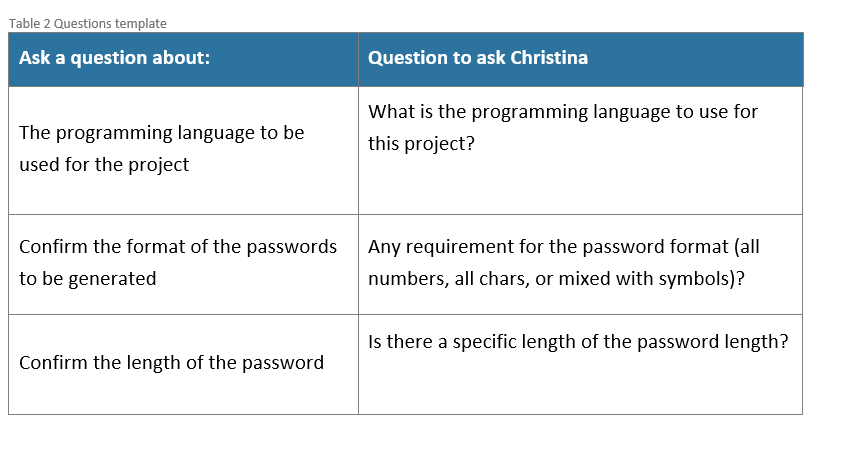 Table 2 Questions template
Ask a question about:
Question to ask Christina
The programming language to be
used for the project
What is the programming language to use for
this project?
Confirm the format of the passwords
to be generated
Any requirement for the password format (all
numbers, all chars, or mixed with symbols)?
Confirm the length of the password
Is there a specific length of the password length?